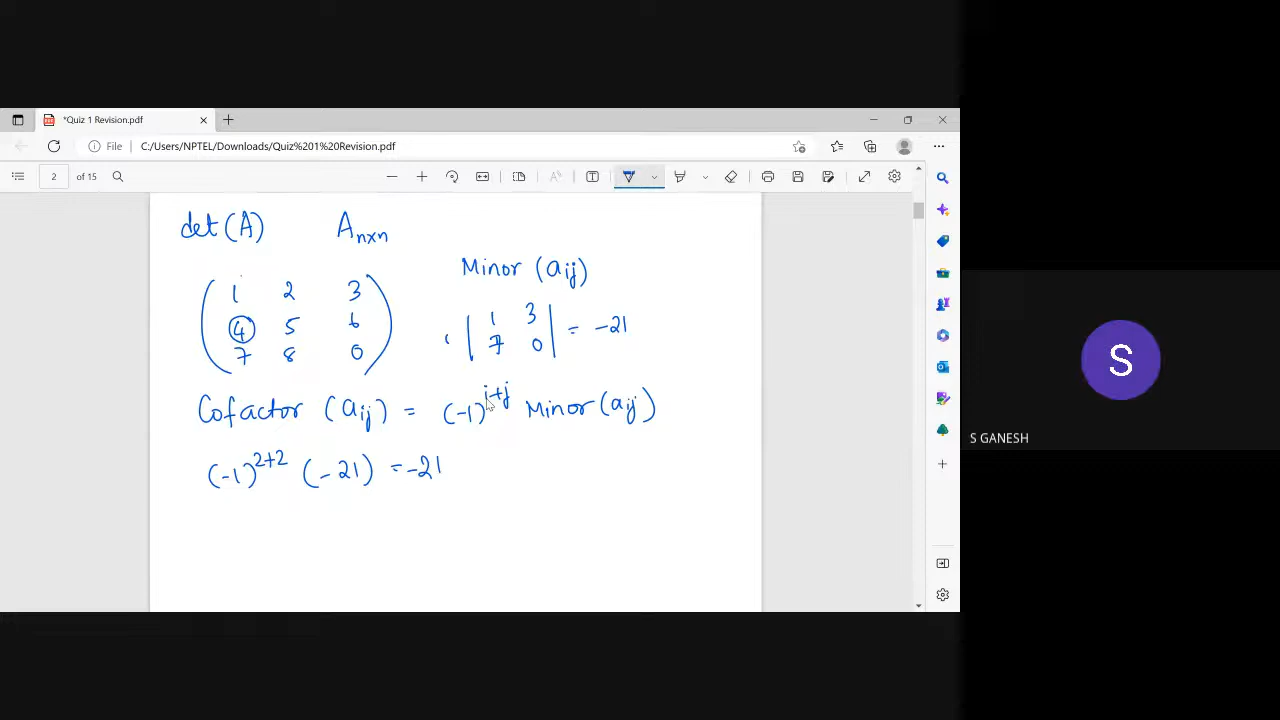 *Quiz 1 Revision.pdf
File C:/Users/NPTEL/Downloads/Quiz%201%20Revision.pdf
2 of 15
det(A) Anxn
Minor (aij)
1 2 3
4 5 6
7 8 0
1 3
7 0
= -21
Cofactor (aij) = (-1)^i+j Minor(aij)
(-1)^2+2 (-21) = -21
S
S GANESH